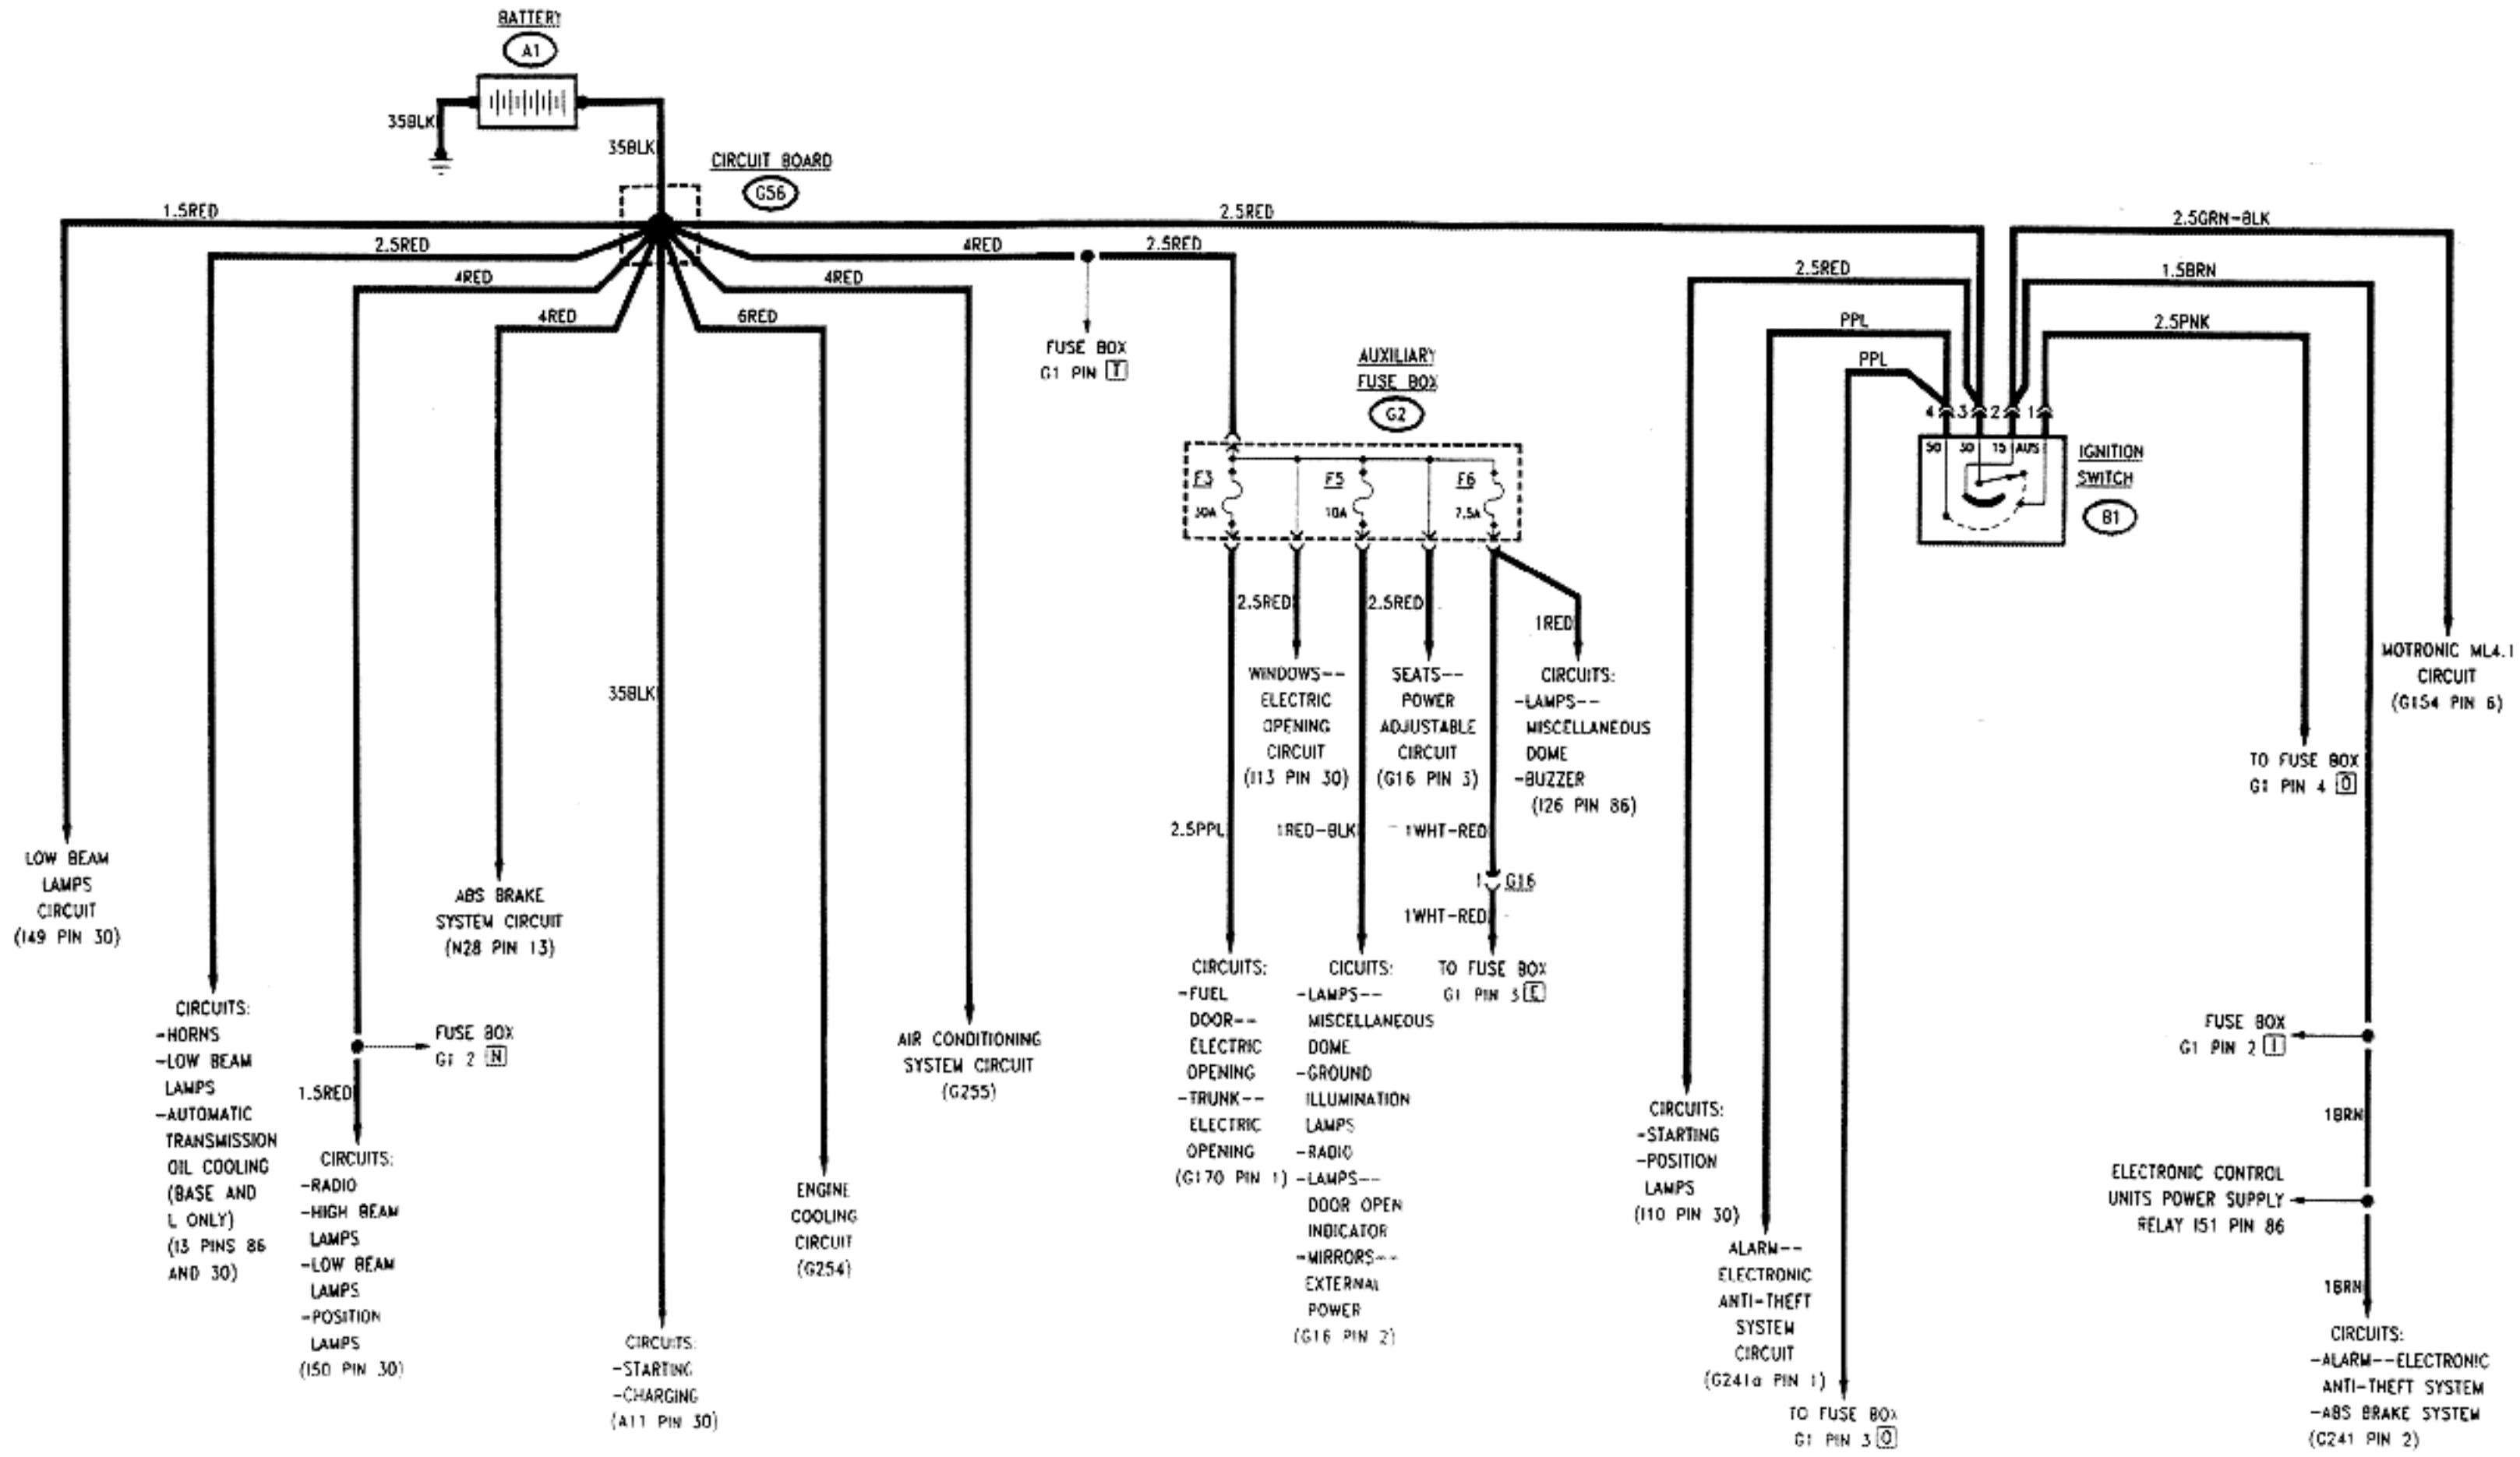 BATTERY
A1
35BLK
35BLK
CIRCUIT BOARD
G56
1.5RED
2.5RED
2.5GRN-BLK
2.5RED
4RED
2.5RED
4RED
4RED
2.5RED
1.5BRN
4RED
6RED
PPL
2.5PNK
PPL
FUSE BOX
G1 PIN T
AUXILIARY
FUSE BOX
G2
4 3 2 1
50 30 15 AUS
IGNITION
SWITCH
B1
F3
30A
F5
10A
F6
7.5A
2.5RED
2.5RED
1RED
35BLK
WINDOWS--
ELECTRIC
OPENING
CIRCUIT
(I13 PIN 30)
SEATS--
POWER
ADJUSTABLE
CIRCUIT
(G16 PIN 3)
CIRCUITS:
-LAMPS--
MISCELLANEOUS
DOME
-BUZZER
(I26 PIN 86)
MOTRONIC ML4.1
CIRCUIT
(G154 PIN 6)
TO FUSE BOX
G1 PIN 4 O
2.5PPL
1RED-BLK
1WHT-RED
1 G16
1WHT-RED
LOW BEAM
LAMPS
CIRCUIT
(I49 PIN 30)
ABS BRAKE
SYSTEM CIRCUIT
(N28 PIN 13)
CIRCUITS:
-HORNS
-LOW BEAM
LAMPS
-AUTOMATIC
TRANSMISSION
OIL COOLING
(BASE AND
L ONLY)
(I3 PINS 86
AND 30)
FUSE BOX
G1 2 N
1.5RED
CIRCUITS:
-RADIO
-HIGH BEAM
LAMPS
-LOW BEAM
LAMPS
-POSITION
LAMPS
(I50 PIN 30)
CIRCUITS:
-STARTING
-CHARGING
(A11 PIN 30)
ENGINE
COOLING
CIRCUIT
(G254)
AIR CONDITIONING
SYSTEM CIRCUIT
(G255)
CIRCUITS:
-FUEL
DOOR--
ELECTRIC
OPENING
-TRUNK--
ELECTRIC
OPENING
(G170 PIN 1)
CICUITS:
-LAMPS--
MISCELLANEOUS
DOME
-GROUND
ILLUMINATION
LAMPS
-RADIO
-LAMPS--
DOOR OPEN
INDICATOR
-MIRRORS--
EXTERNAL
POWER
(G16 PIN 2)
TO FUSE BOX
G1 PIN 3 E
CIRCUITS:
-STARTING
-POSITION
LAMPS
(I10 PIN 30)
ALARM--
ELECTRONIC
ANTI-THEFT
SYSTEM
CIRCUIT
(G241a PIN 1)
TO FUSE BOX
G1 PIN 3 O
FUSE BOX
G1 PIN 2 I
1BRN
ELECTRONIC CONTROL
UNITS POWER SUPPLY
RELAY I51 PIN 86
1BRN
CIRCUITS:
-ALARM--ELECTRONIC
ANTI-THEFT SYSTEM
-ABS BRAKE SYSTEM
(G241 PIN 2)